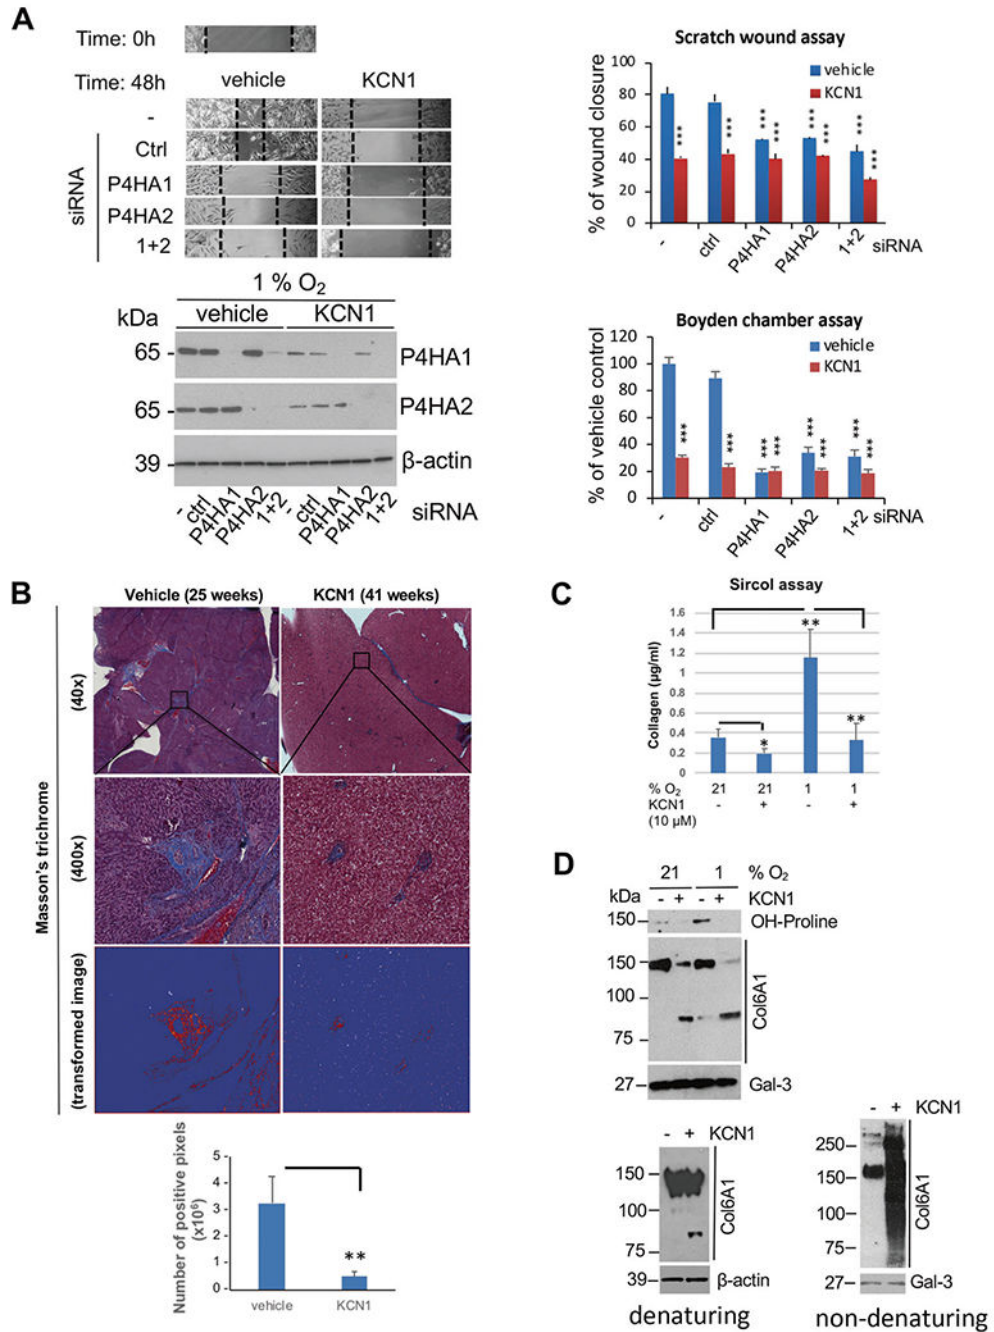 A
Time: 0h
Time: 48h
vehicle
KCN1
-
Ctrl
P4HA1
P4HA2
1+2
siRNA
1 % O2
vehicle
KCN1
kDa
65
P4HA1
65
P4HA2
39
β-actin
- ctrl P4HA1 P4HA2 1+2 - ctrl P4HA1 P4HA2 1+2
siRNA
Scratch wound assay
vehicle
KCN1
% of wound closure
100
80
60
40
20
0
*** *** *** *** *** *** *** ***
- ctrl P4HA1 P4HA2 1+2 siRNA
Boyden chamber assay
vehicle
KCN1
% of vehicle control
120
100
80
60
40
20
0
*** *** *** *** *** *** *** ***
- ctrl P4HA1 P4HA2 1+2 siRNA
B
Vehicle (25 weeks)
KCN1 (41 weeks)
Masson's trichrome
(40x)
(400x)
(transformed image)
Number of positive pixels
(x10⁶)
5
4
3
2
1
0
**
vehicle
KCN1
C
Sircol assay
Collagen (µg/ml)
1.6
1.4
1.2
1
0.8
0.6
0.4
0.2
0
* ** **
% O2 21 21 1 1
KCN1 - + - +
(10 µM)
D
21 1 % O2
kDa - + - + KCN1
150 OH-Proline
150
100
75
Col6A1
27 Gal-3
- + KCN1
150
100
75
Col6A1
39 β-actin
denaturing
- + KCN1
250
150
100
75
Col6A1
27 Gal-3
non-denaturing